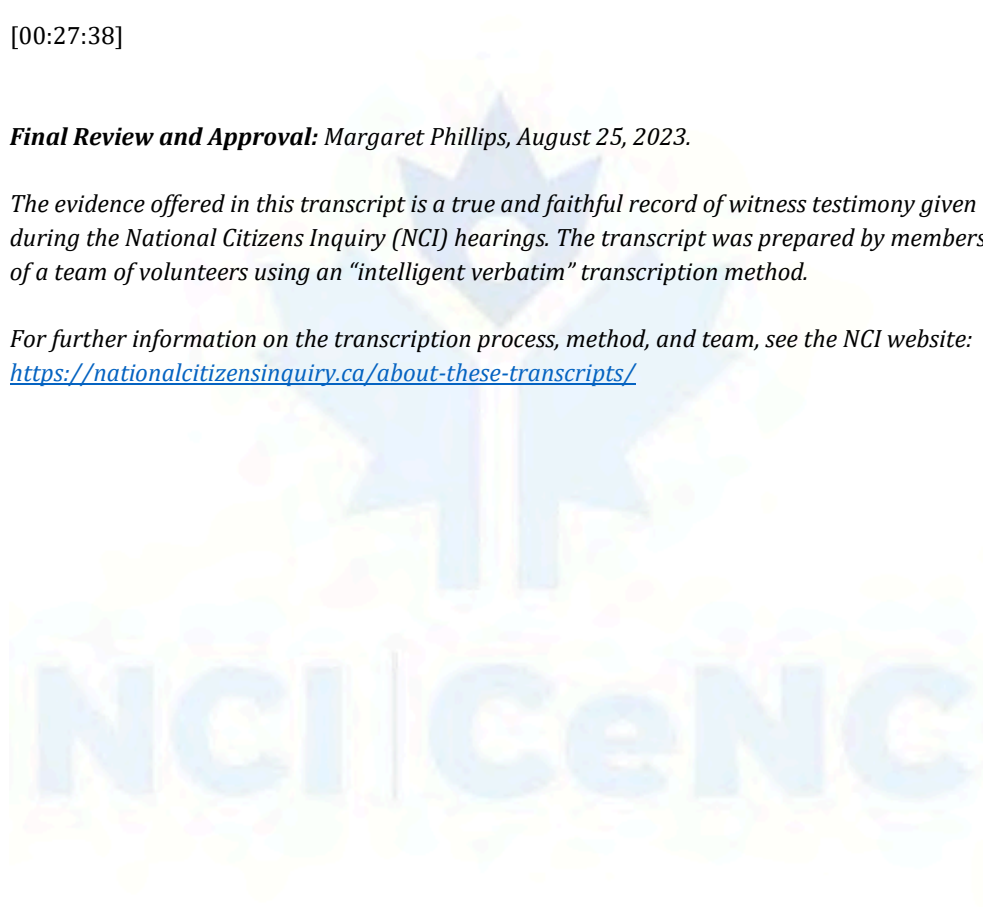 [00:27:38]
Final Review and Approval: Margaret Phillips, August 25, 2023.
The evidence offered in this transcript is a true and faithful record of witness testimony given
during the National Citizens Inquiry (NCI) hearings. The transcript was prepared by members
of a team of volunteers using an “intelligent verbatim” transcription method.
For further information on the transcription process, method, and team, see the NCI website:
https://nationalcitizensinquiry.ca/about-these-transcripts/
NCI | CeNC